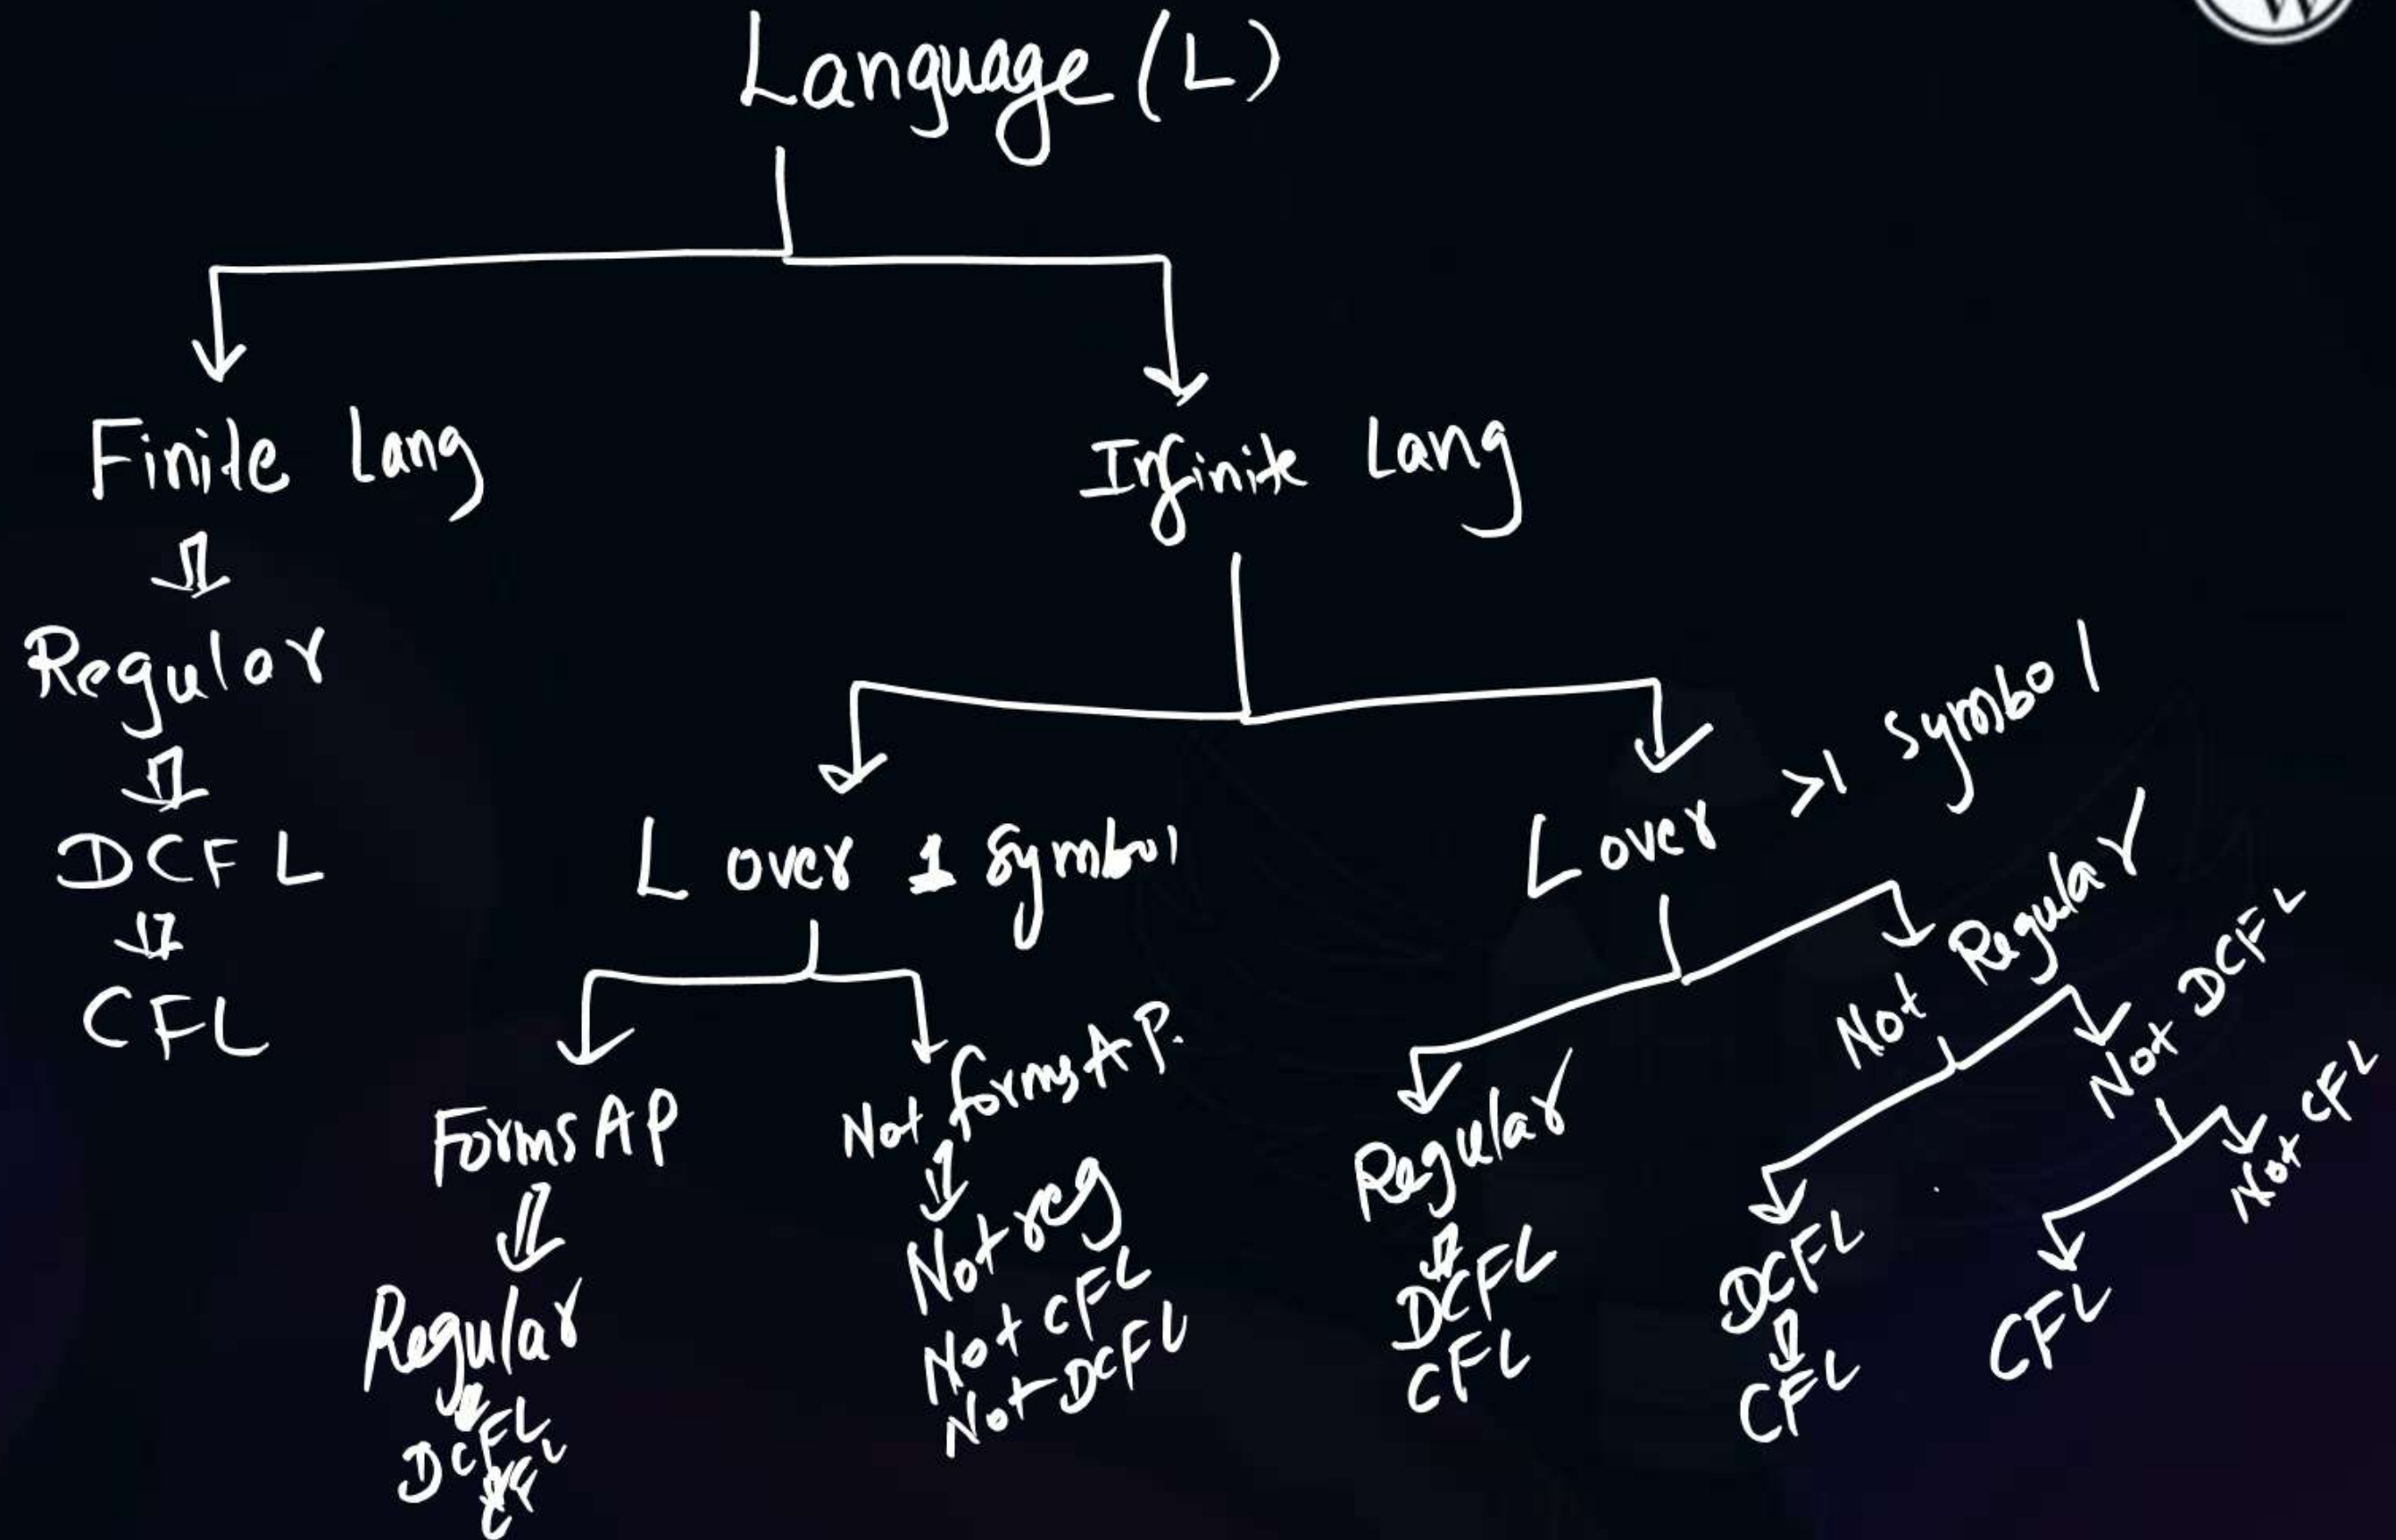 Language (L)
Finite Lang
Infinite Lang
Regular
DCFL
CFL
L over 1 Symbol
L over >1 Symbol
Forms AP
Regular
DCFL
CFL
Not forms A.P.
Not reg
Not CFL
Not DCFL
Regular
DCFL
CFL
Not Regular
DCFL
CFL
Not DCFL
CFL
Not CFL
W